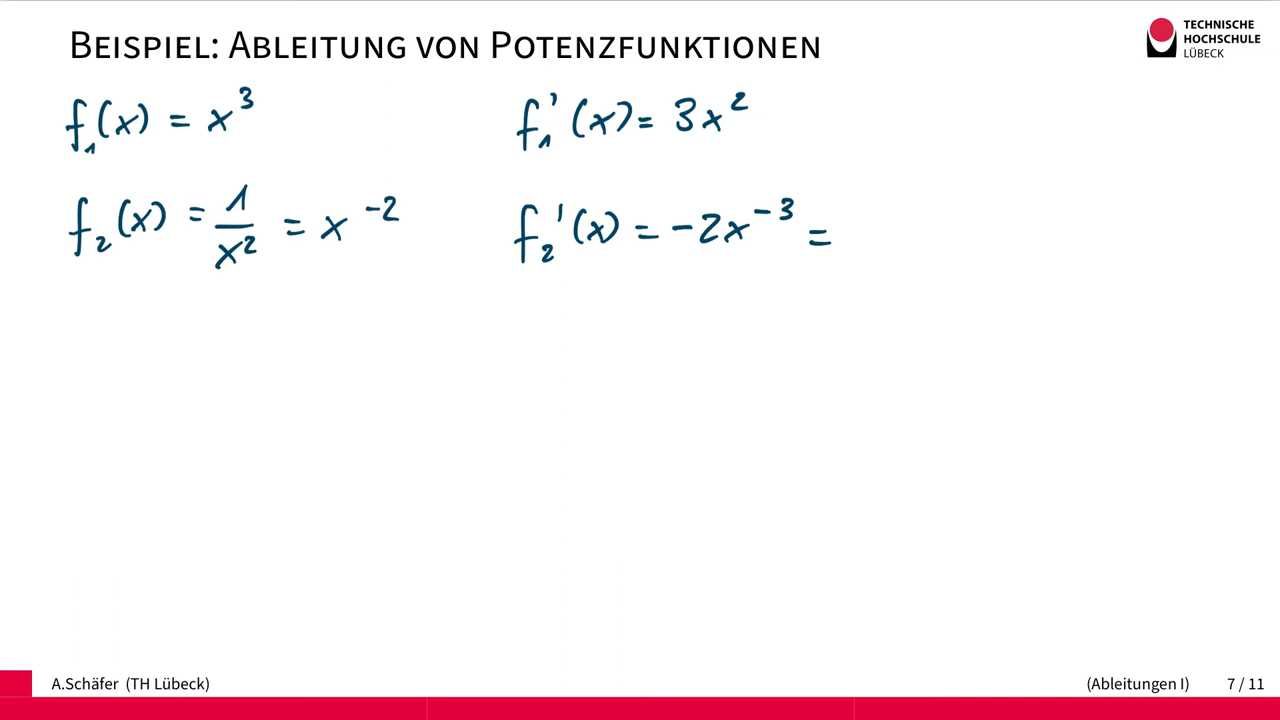 BEISPIEL: ABLEITUNG VON POTENZFUNKTIONEN
TECHNISCHE
HOCHSCHULE
LÜBECK
f₁(x) = x³
f₁'(x) = 3x²
f₂(x) = 1/x² = x⁻²
f₂'(x) = -2x⁻³ =
A.Schäfer (TH Lübeck)
(Ableitungen I)
7 / 11